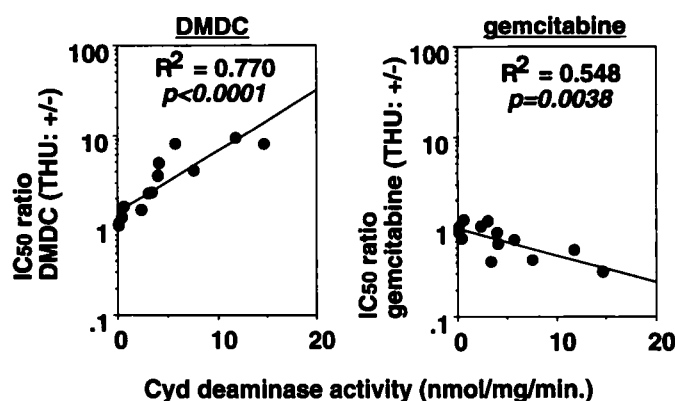 DMDC
100
10
1
.1
0
10
20
R² = 0.770
p<0.0001
IC50 ratio
DMDC (THU: +/-)
gemcitabine
100
10
1
.1
0
10
20
R² = 0.548
p=0.0038
IC50 ratio
gemcitabine (THU: +/-)
Cyd deaminase activity (nmol/mg/min.)